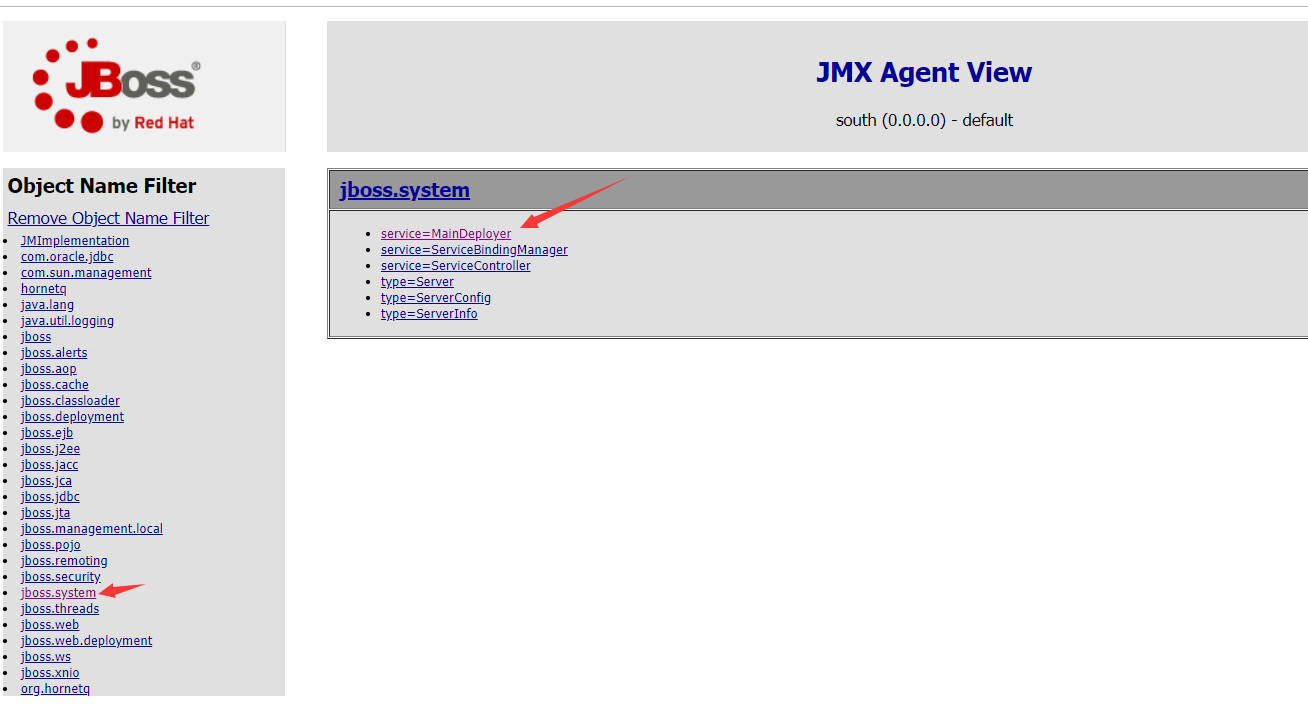 JBoss®
by Red Hat
JMX Agent View
south (0.0.0.0) - default
Object Name Filter
Remove Object Name Filter
JMImplementation
com.oracle.jdbc
com.sun.management
hornetq
java.lang
java.util.logging
jboss
jboss.alerts
jboss.aop
jboss.cache
jboss.classloader
jboss.deployment
jboss.ejb
jboss.j2ee
jboss.jacc
jboss.jca
jboss.jdbc
jboss.jta
jboss.management.local
jboss.pojo
jboss.remoting
jboss.security
jboss.system
jboss.threads
jboss.web
jboss.web.deployment
jboss.ws
jboss.xnio
org.hornetq
jboss.system
service=MainDeployer
service=ServiceBindingManager
service=ServiceController
type=Server
type=ServerConfig
type=ServerInfo